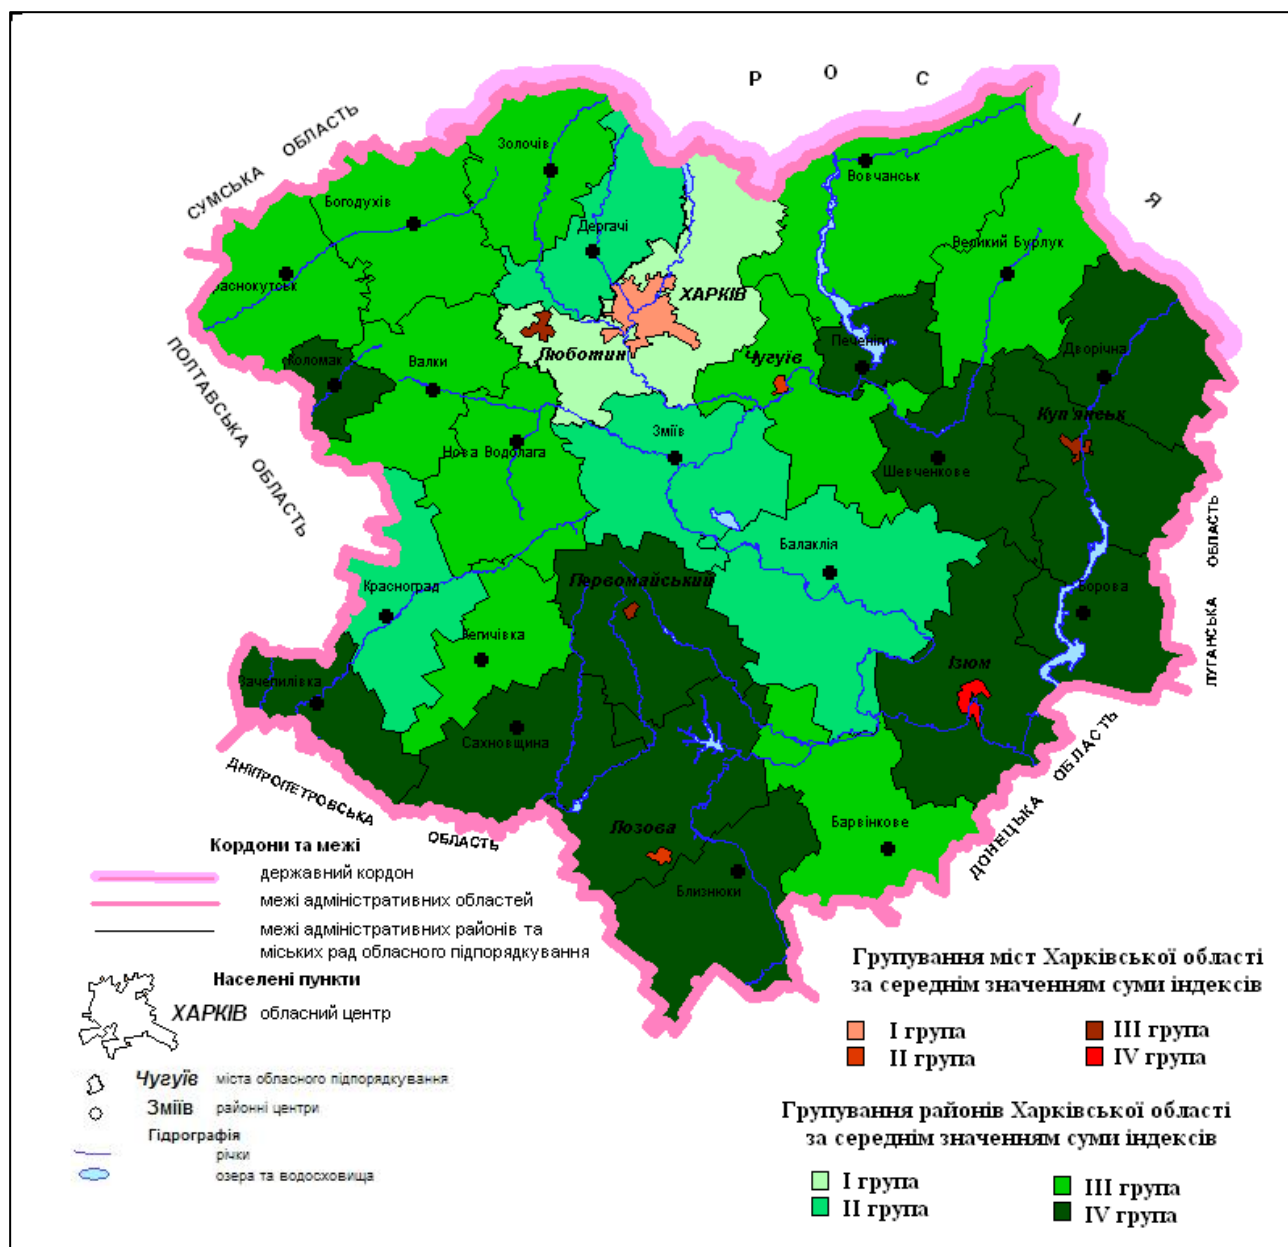 Р О С І Я
СУМСЬКА ОБЛАСТЬ
Золочів
Вовчанськ
Богодухів
Дергачі
Великий Бурлук
раснокутськ
ХАРКІВ
ПОЛТАВСЬКА ОБЛАСТЬ
Люботин
Чугуїв
Печеніги
Дворічна
Коломак
Валки
Куп'янськ
Зміїв
Нова Водолага
Шевченкове
Балаклія
ЛУГАНСЬКА ОБЛАСТЬ
Красноград
Первомайський
Борова
Легичівка
Ізюм
Зачепилівка
Сахновщина
ДНІПРОПЕТРОВСЬКА ОБЛАСТЬ
ДОНЕЦЬКА ОБЛАСТЬ
Лозова
Барвінкове
Близнюки
Кордони та межі
державний кордон
межі адміністративних областей
межі адміністративних районів та
міських рад обласного підпорядкування
Населені пункти
ХАРКІВ обласний центр
Чугуїв міста обласного підпорядкування
Зміїв районні центри
Гідрографія
річки
озера та водосховища
Групування міст Харківської області
за середнім значенням суми індексів
І група
ІІІ група
ІІ група
ІV група
Групування районів Харківської області
за середнім значенням суми індексів
І група
ІІІ група
ІІ група
ІV група